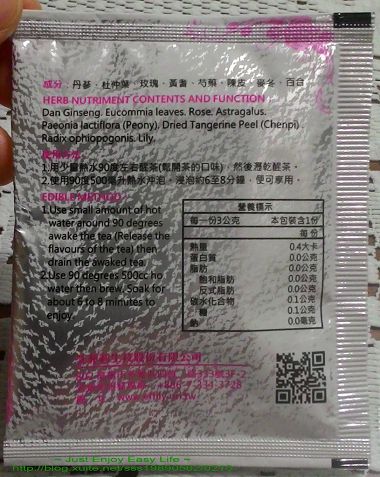 成分：丹蔘．杜仲葉．玫瑰．黃耆．芍藥．陳皮．麥冬．百合
HERB NUTRIMENT CONTENTS AND FUNCTION
Dan Ginseng. Eucommia leaves. Rose. Astragalus.
Paeonia lactiflora (Peony). Dried Tangerine Peel (Chenpi)
Radix ophiopogonis. Lily.
使用方法：
1.用少量熱水90度左右醒茶(鬆開茶的口味)，然後瀝乾醒茶。
2.使用90度500毫升熱水沖泡，浸泡約6至8分鐘，便可享用。
EDIBLE METHOD
1.Use small amount of hot
water around 90 degrees
awake the tea (Release the
flavours of the tea) then
drain the awaked tea.
2.Use 90 degrees 500cc ho
water then brew. Soak for
about 6 to 8 minutes to
enjoy.
營養標示
每一份3公克 本包裝含1份
每份
熱量 0.4大卡
蛋白質 0.0公克
脂肪 0.0公克
飽和脂肪 0.0公克
反式脂肪 0.0公克
碳水化合物 0.1公克
糖 0.1公克
鈉 0.0毫克
股份有限公司
~ Just Enjoy Easy Life ~